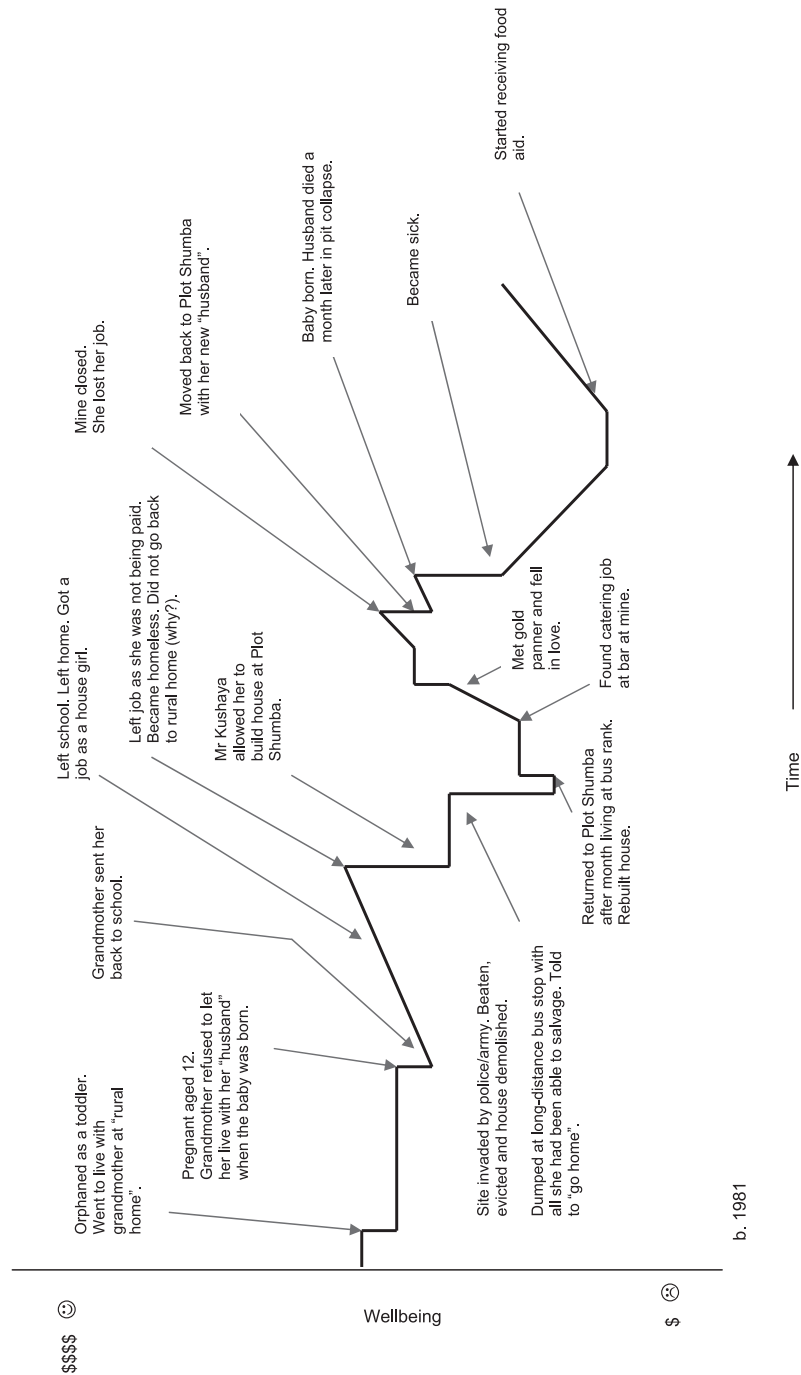 $$$$ ☺
Wellbeing
$ ☹
b. 1981
Time
Orphaned as a toddler.
Went to live with
grandmother at “rural
home”.
Pregnant aged 12.
Grandmother refused to let
her live with her “husband”
when the baby was born.
Grandmother sent her
back to school.
Left school. Left home. Got a
job as a house girl.
Left job as she was not being paid.
Became homeless. Did not go back
to rural home (why?).
Mr Kushaya
allowed her to
build house at Plot
Shumba.
Site invaded by police/army. Beaten,
evicted and house demolished.
Dumped at long-distance bus stop with
all she had been able to salvage. Told
to “go home”.
Returned to Plot Shumba
after month living at bus rank.
Rebuilt house.
Found catering job
at bar at mine.
Met gold
panner and fell
in love.
Mine closed.
She lost her job.
Moved back to Plot Shumba
with her new “husband”.
Baby born. Husband died a
month later in pit collapse.
Became sick.
Started receiving food
aid.